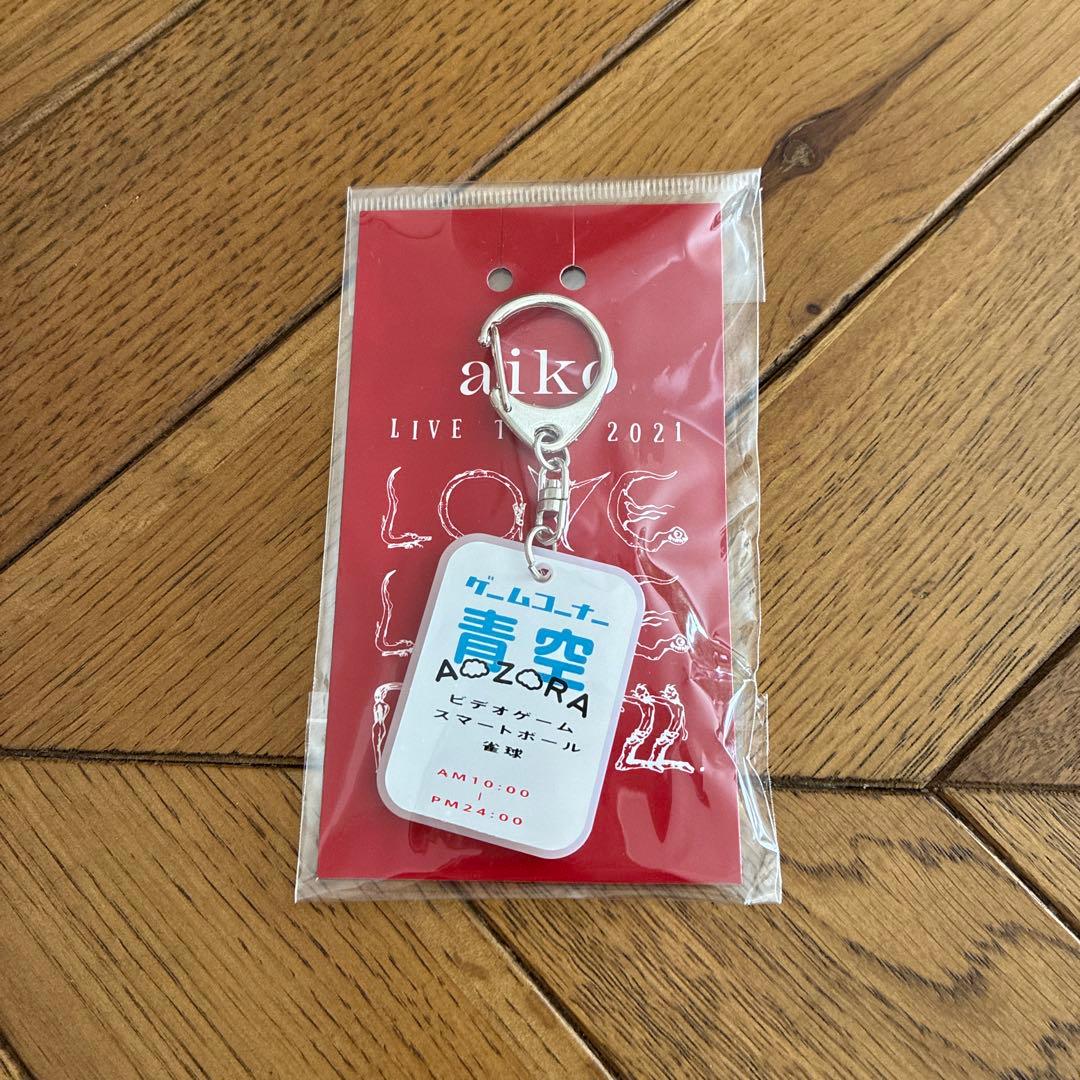 aiko
LIVE 2021
LOVE
ゲームコーナー
青空
AOZORA
ビデオゲーム
スマートボール
雀球
AM10:00
|
PM24:00